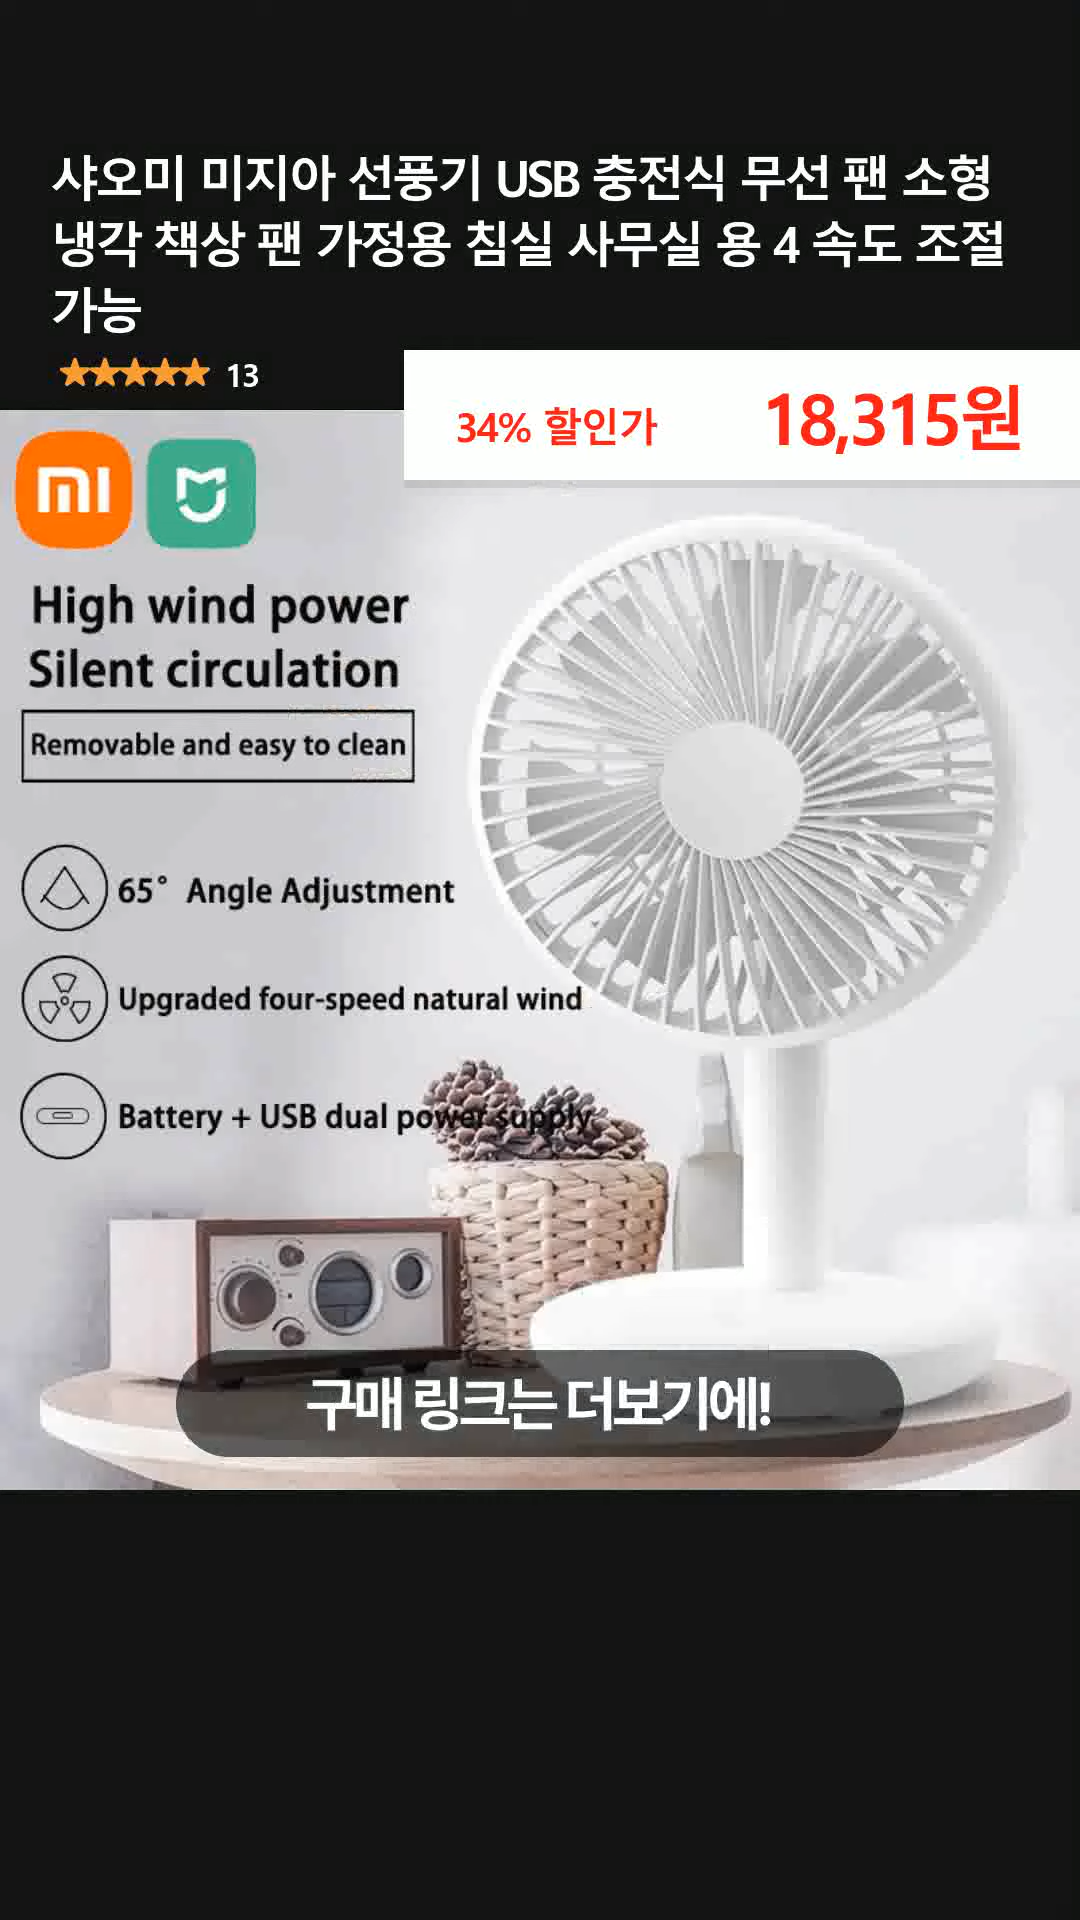 샤오미 미지아 선풍기 USB 충전식 무선 팬 소형
냉각 책상 팬 가정용 침실 사무실 용 4 속도 조절
가능
13
34% 할인가 18,315원
mi
High wind power
Silent circulation
Removable and easy to clean
65° Angle Adjustment
Upgraded four-speed natural wind
Battery + USB dual power supply
구매 링크는 더보기에!